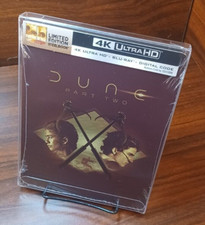 LIMITED
EDITION
STEELBOOK
4K ULTRA HD
4K ULTRA HD + BLU-RAY + DIGITAL CODE
DUNE
PART TWO